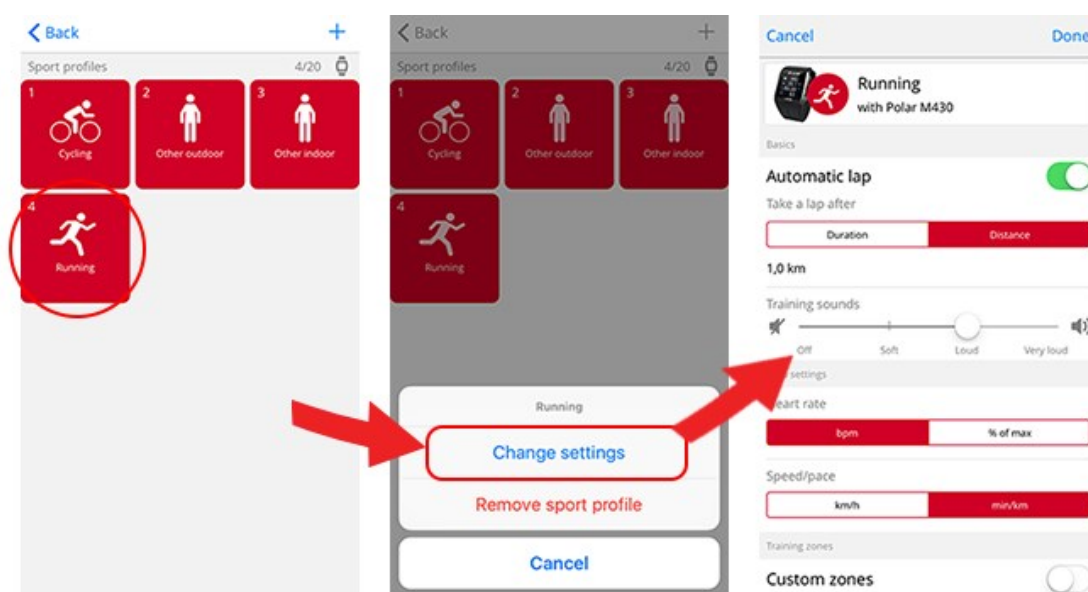 Back
Sport profiles 4/20
1 2 3
Cycling Other outdoor Other indoor
4
Running
Back
Sport profiles 4/20
1 2 3
Cycling Other outdoor Other indoor
4
Running
Running
Change settings
Remove sport profile
Cancel
Cancel Done
Running
with Polar M430
Basics
Automatic lap
Take a lap after
Duration Distance
1,0 km
Training sounds
Off Soft Loud Very loud
settings
eart rate
bpm % of max
Speed/pace
km/h min/km
Training zones
Custom zones